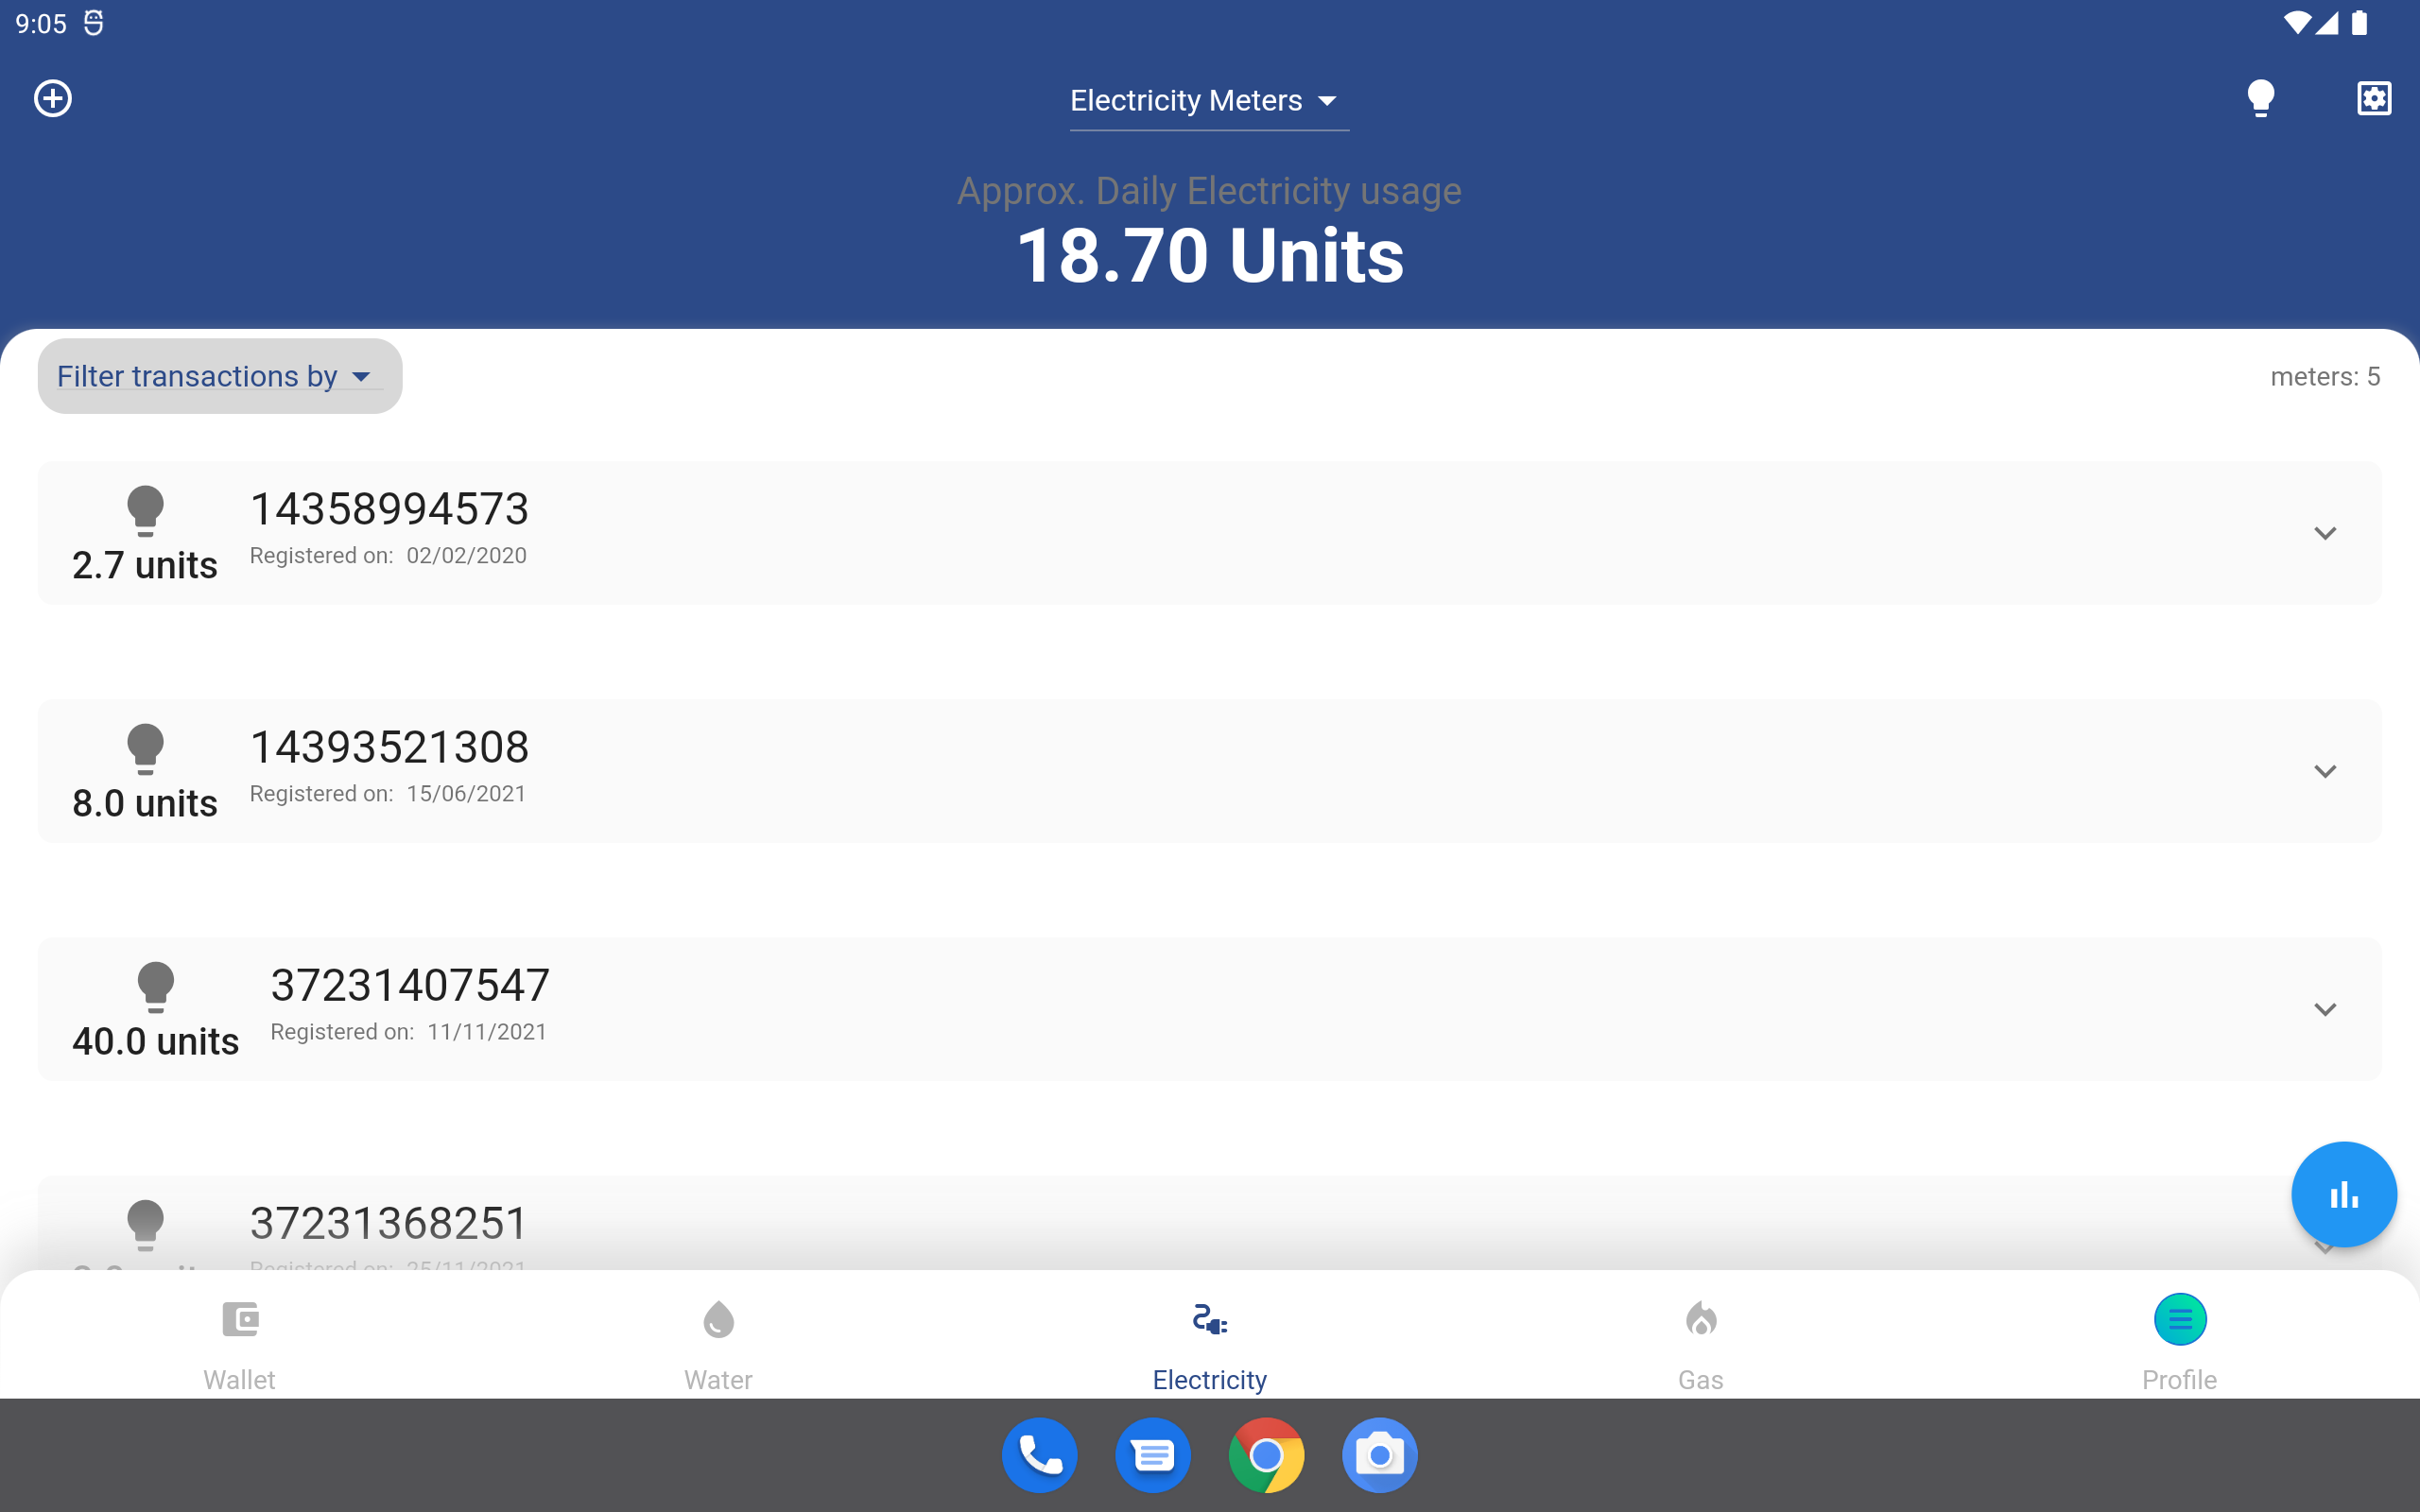 9:05
Electricity Meters
Approx. Daily Electricity usage
18.70 Units
Filter transactions by
meters: 5
14358994573
Registered on: 02/02/2020
2.7 units
14393521308
Registered on: 15/06/2021
8.0 units
37231407547
Registered on: 11/11/2021
40.0 units
37231368251
Registered on: 25/11/2021
Wallet
Water
Electricity
Gas
Profile